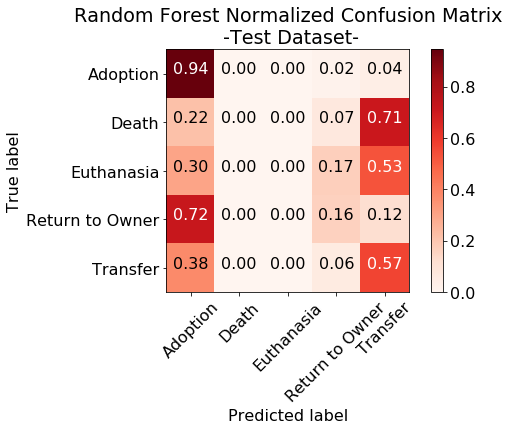 Random Forest Normalized Confusion Matrix
-Test Dataset-
True label
Adoption 0.94 0.00 0.00 0.02 0.04
Death 0.22 0.00 0.00 0.07 0.71
Euthanasia 0.30 0.00 0.00 0.17 0.53
Return to Owner 0.72 0.00 0.00 0.16 0.12
Transfer 0.38 0.00 0.00 0.06 0.57
Adoption
Death
Euthanasia
Return to Owner
Transfer
Predicted label
0.8
0.6
0.4
0.2
0.0